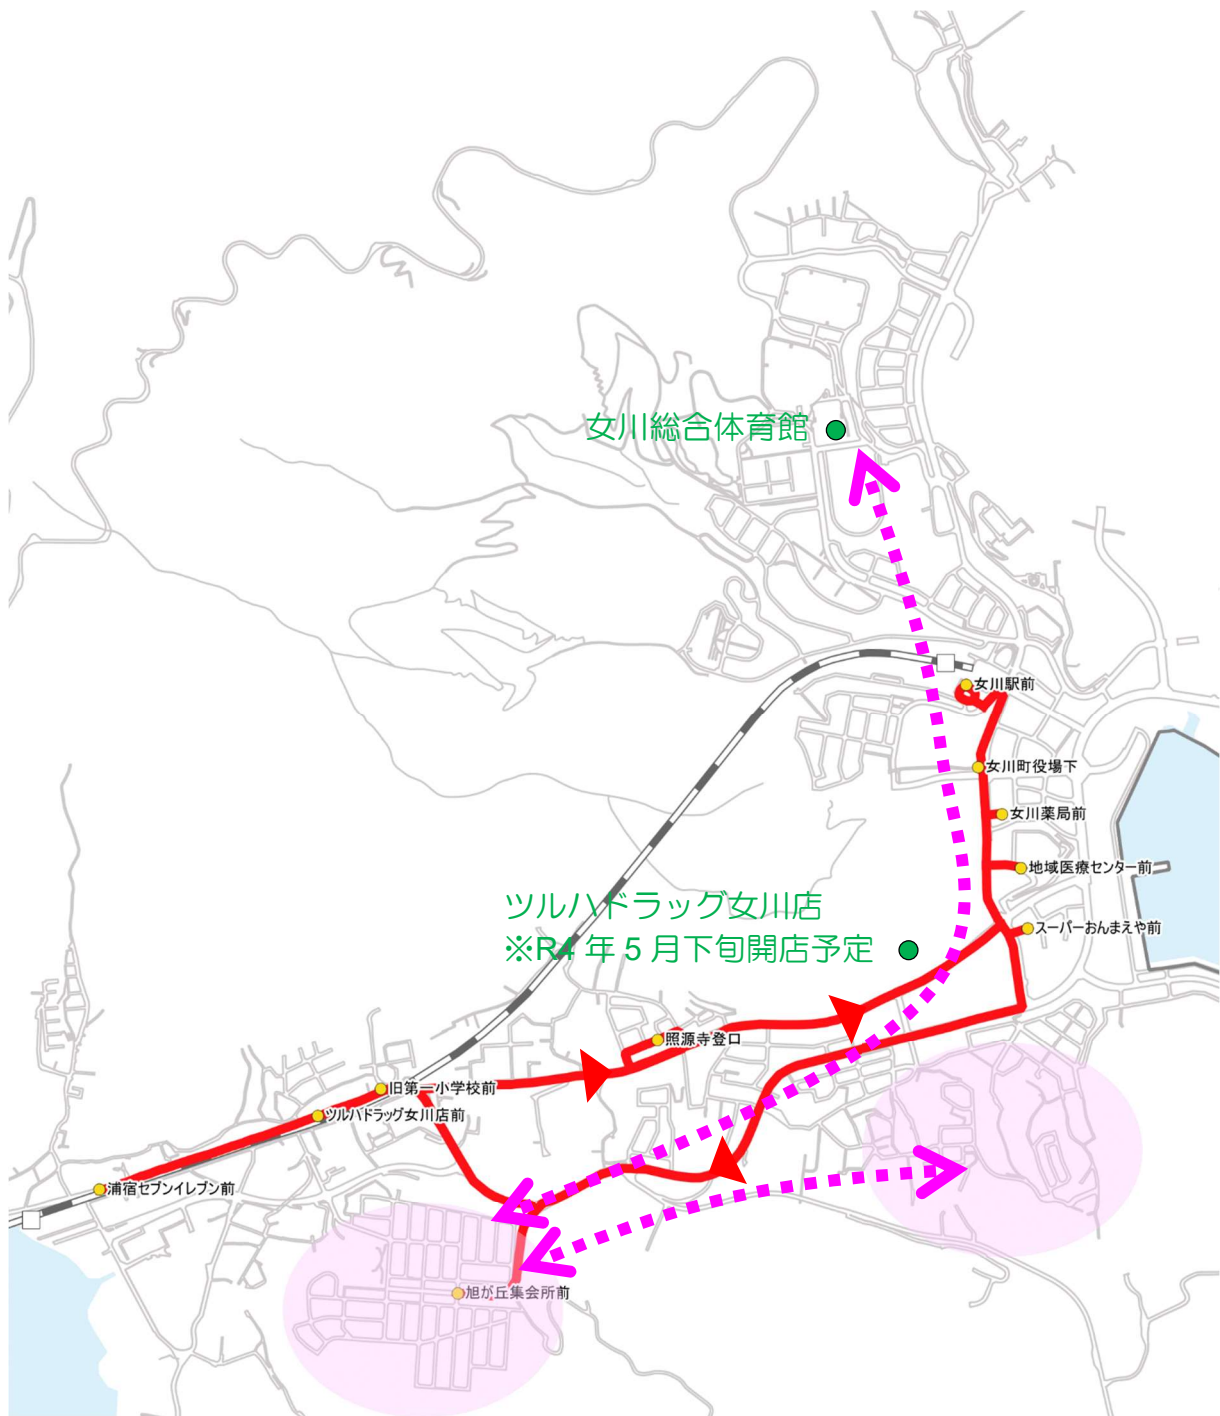 女川総合体育館
女川駅前
女川町役場下
女川薬局前
地域医療センター前
ツルハドラッグ女川店
※R4 年 5 月下旬開店予定
スーパーおんまえや前
照源寺登口
旧第一小学校前
ツルハドラッグ女川店前
浦宿セブンイレブン前
旭が丘集会所前